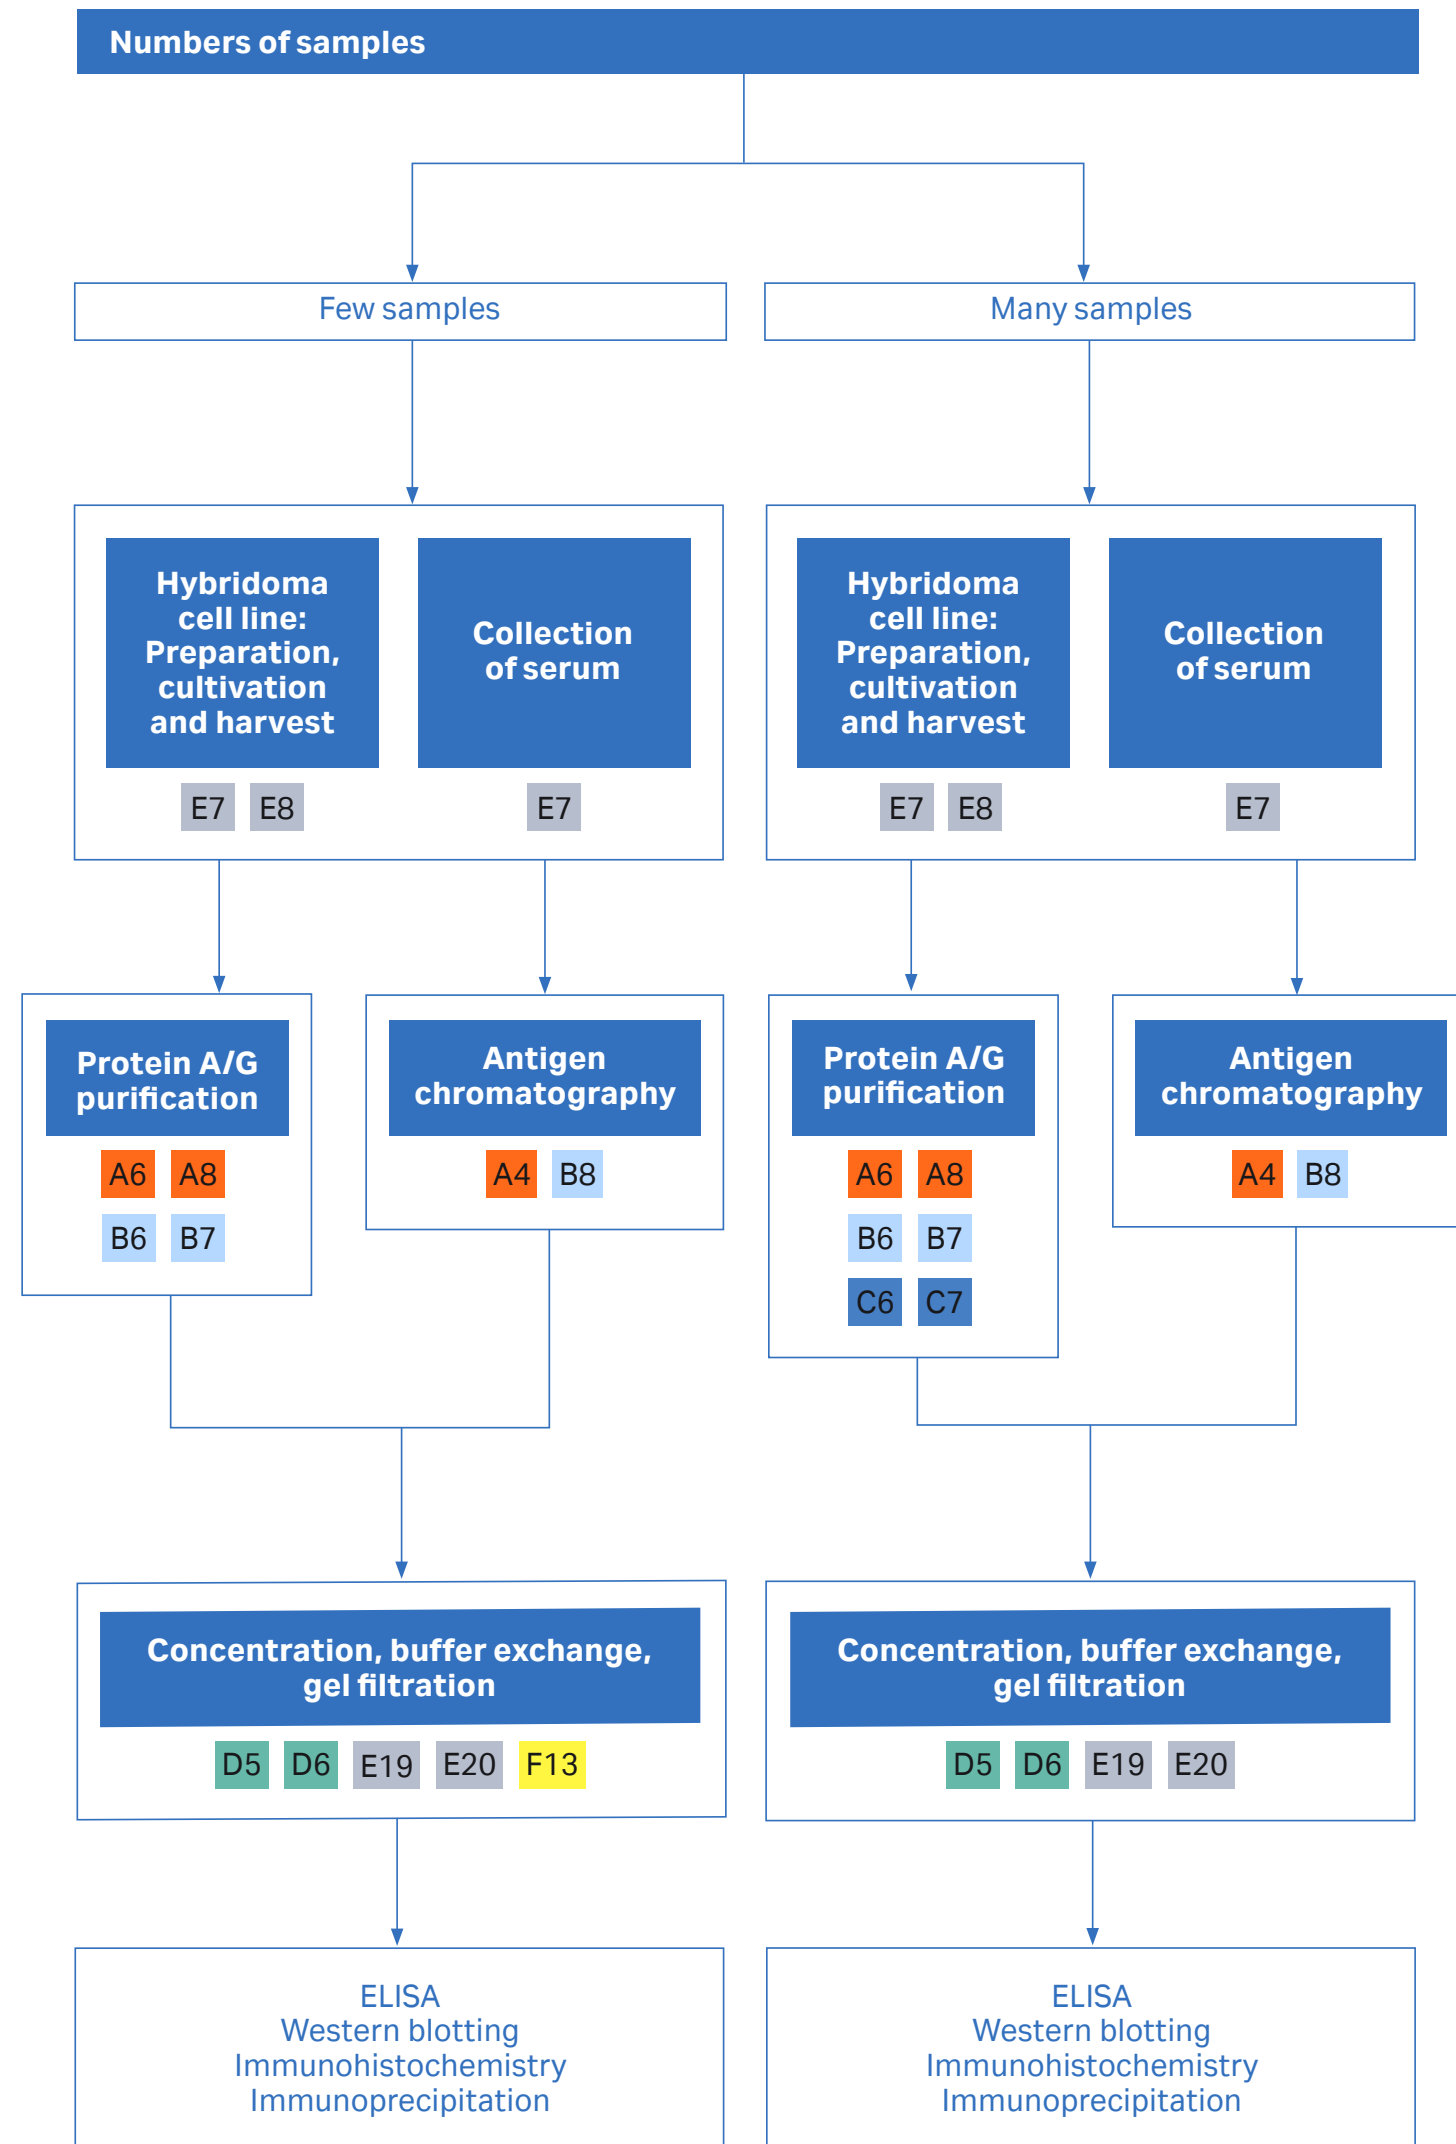 Numbers of samples
Few samples
Many samples
Hybridoma
cell line:
Preparation,
cultivation
and harvest
Collection
of serum
E7 E8
E7
Hybridoma
cell line:
Preparation,
cultivation
and harvest
Collection
of serum
E7 E8
E7
Protein A/G
purification
A6 A8
B6 B7
Antigen
chromatography
A4 B8
Protein A/G
purification
A6 A8
B6 B7
C6 C7
Antigen
chromatography
A4 B8
Concentration, buffer exchange,
gel filtration
D5 D6 E19 E20 F13
Concentration, buffer exchange,
gel filtration
D5 D6 E19 E20
ELISA
Western blotting
Immunohistochemistry
Immunoprecipitation
ELISA
Western blotting
Immunohistochemistry
Immunoprecipitation